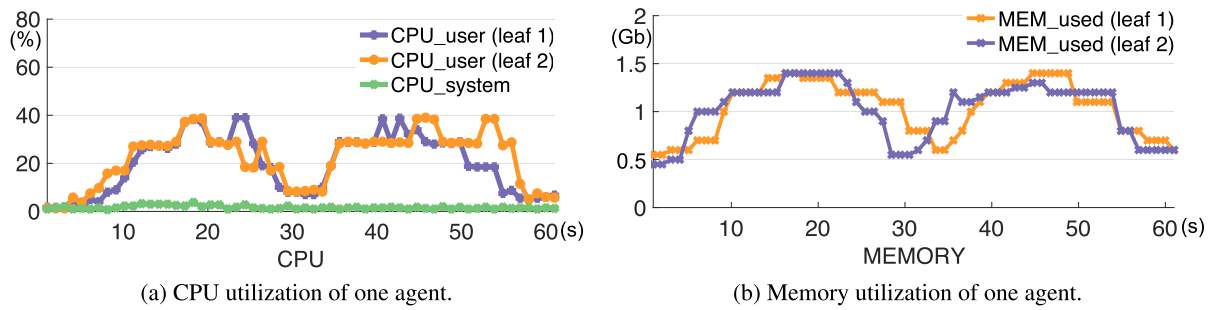 80
(%)
60
40
20
0
CPU_user (leaf 1)
CPU_user (leaf 2)
CPU_system
10 20 30 40 50 60 (s)
CPU
(a) CPU utilization of one agent.
2
(Gb)
1.5
1
0.5
0
MEM_used (leaf 1)
MEM_used (leaf 2)
10 20 30 40 50 60 (s)
MEMORY
(b) Memory utilization of one agent.